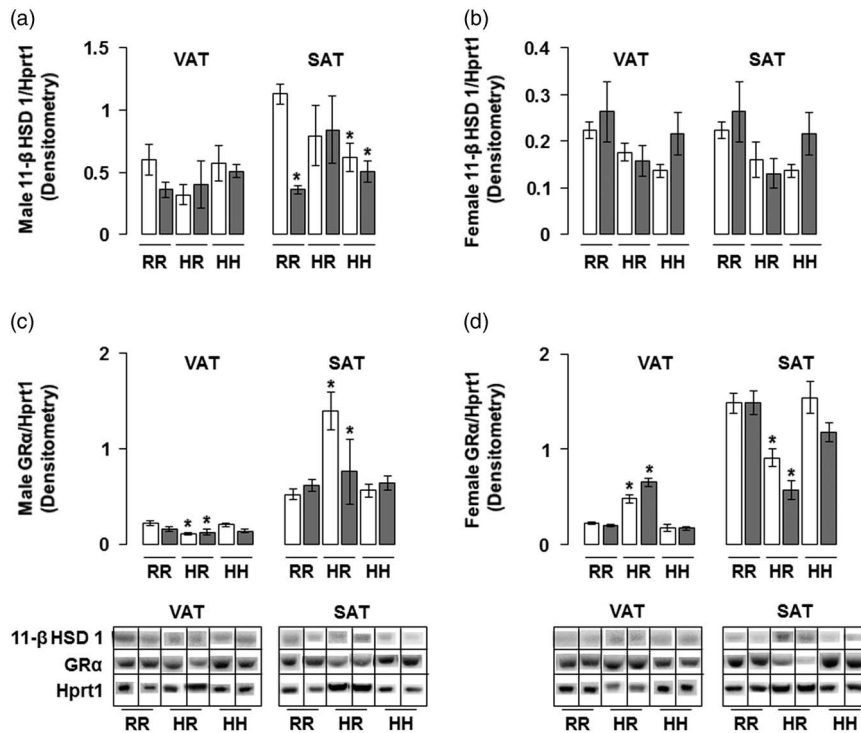 (a)
Male 11-β HSD 1/Hprt1
(Densitometry)
1.5
1
0.5
0
VAT
SAT
* * *
RR HR HH RR HR HH
(b)
Female 11-β HSD 1/Hprt1
(Densitometry)
0.4
0.3
0.2
0.1
0
VAT
SAT
RR HR HH RR HR HH
(c)
Male GRα/Hprt1
(Densitometry)
2
1
0
VAT
SAT
* * * *
RR HR HH RR HR HH
(d)
Female GRα/Hprt1
(Densitometry)
2
1
0
VAT
SAT
* * * *
RR HR HH RR HR HH
VAT SAT VAT SAT
11-β HSD 1
GRα
Hprt1
RR HR HH RR HR HH RR HR HH RR HR HH